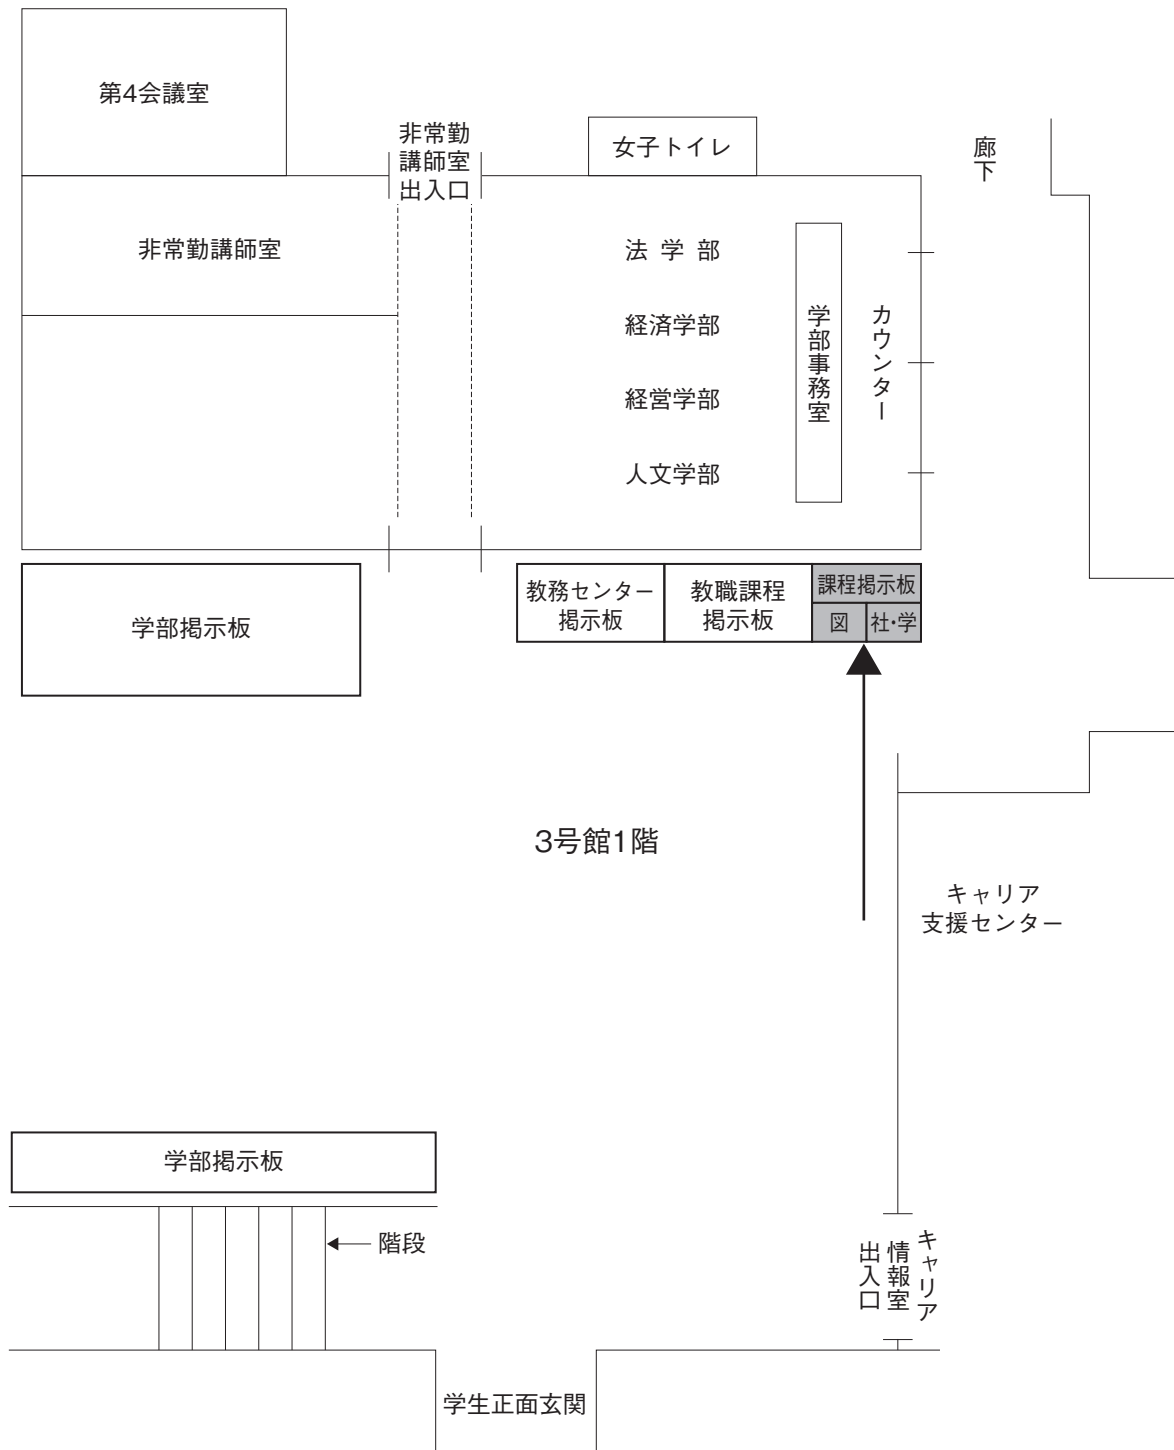 第4会議室
非常勤
講師室
出入口
女子トイレ
廊下
非常勤講師室
法学部
経済学部
経営学部
人文学部
学部事務室
カウンター
学部掲示板
教務センター
掲示板
教職課程
掲示板
課程掲示板
図
社・学
3号館1階
キャリア
支援センター
学部掲示板
階段
キャリア
情報室
出入口
学生正面玄関